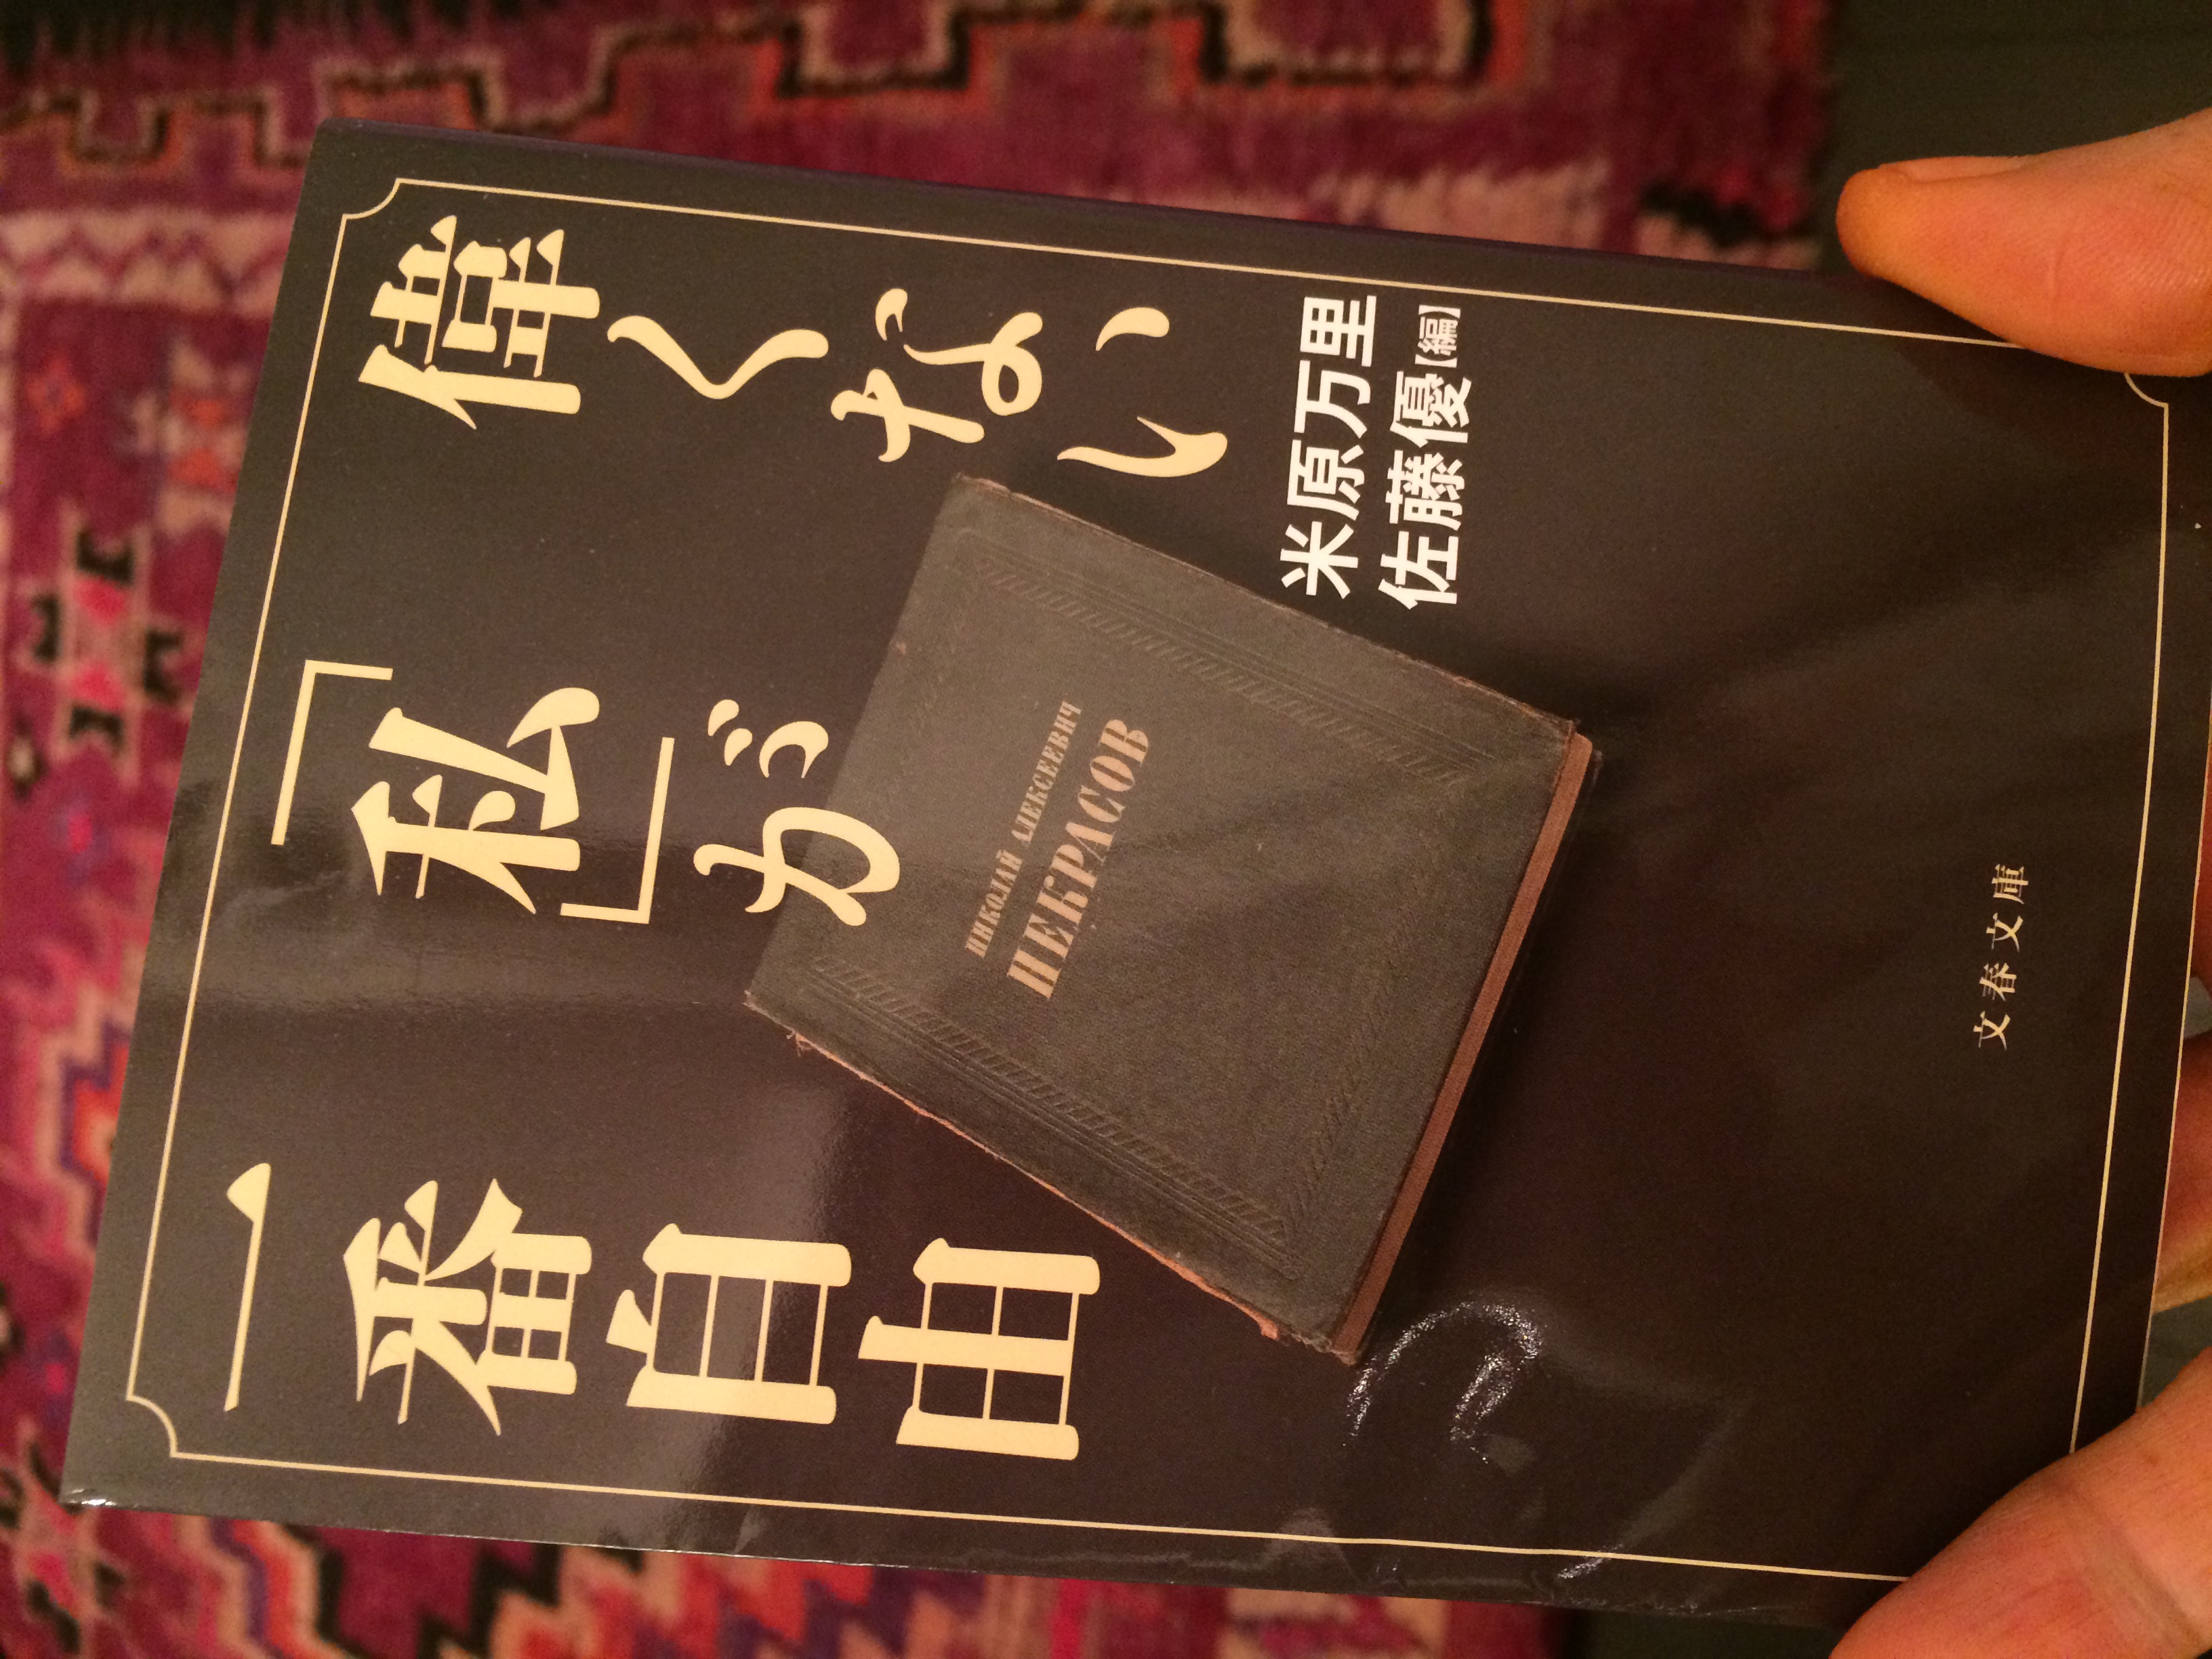 偉くない
「私」が
一番自由
米原万里
佐藤優【編】
НИКОЛАЙ АЛЕКСЕЕВИЧ
НЕКРАСОВ
文春文庫